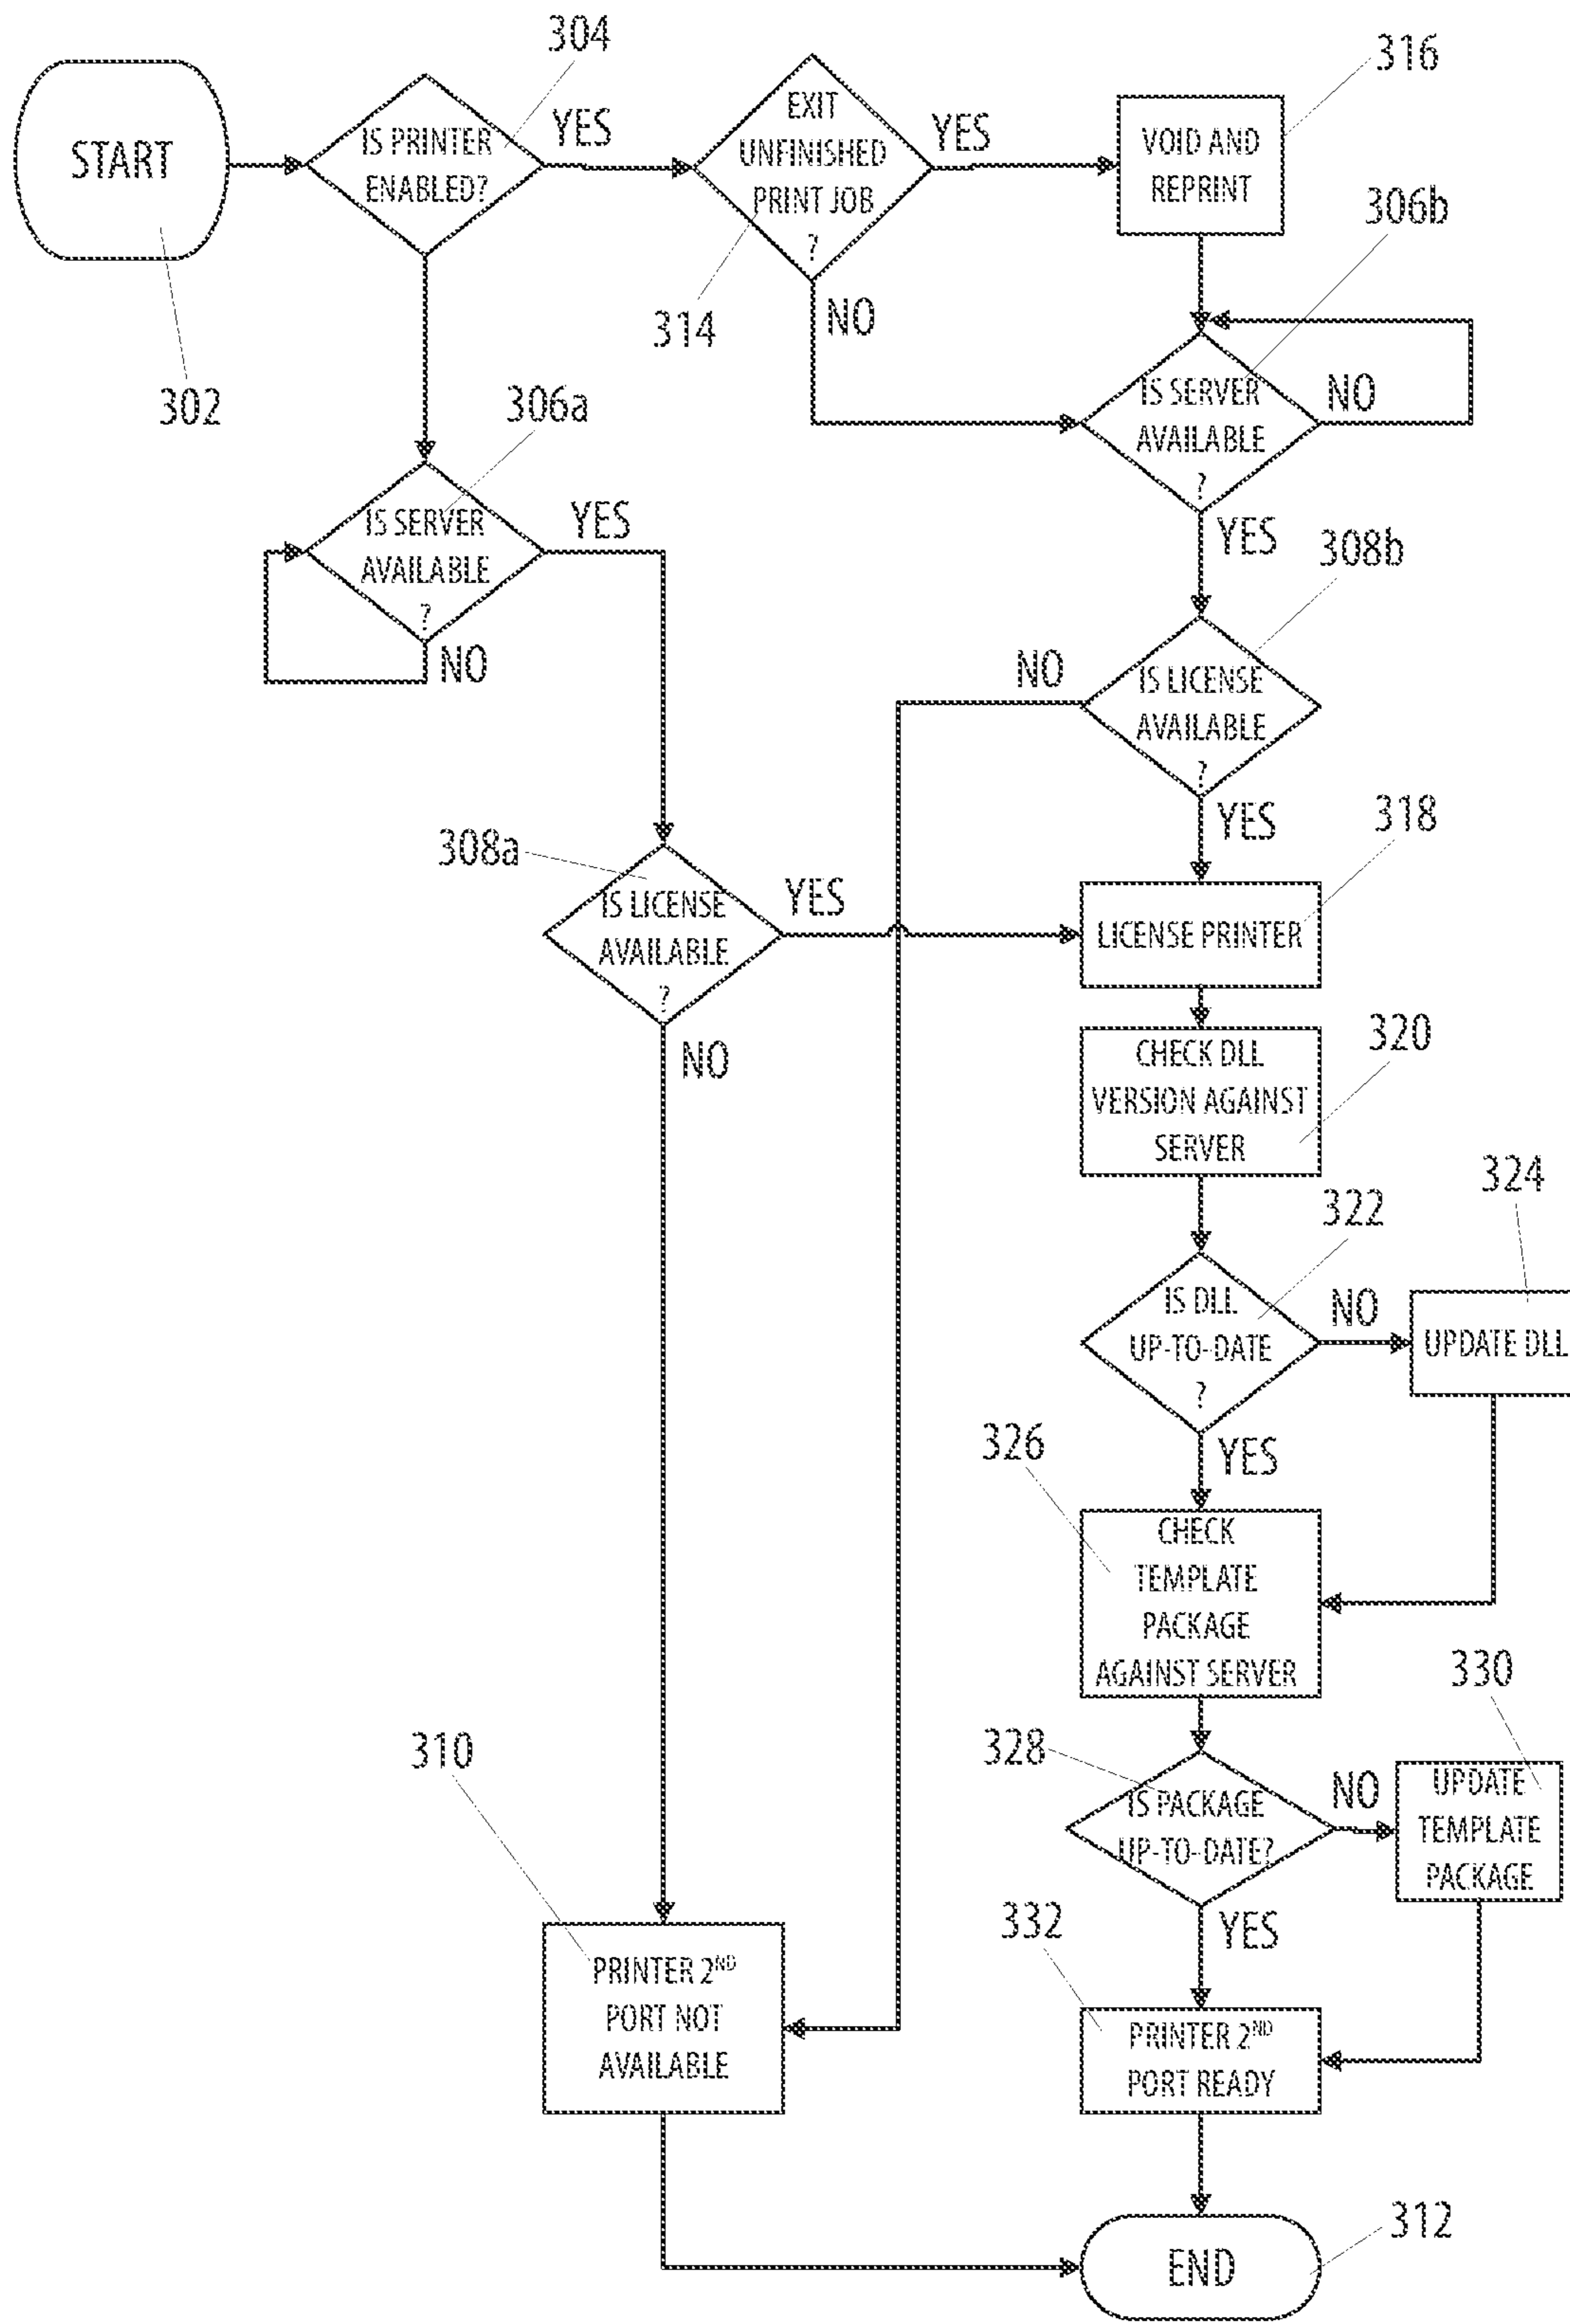 304
316
START
IS PRINTER
ENABLED?
YES
EXIT
UNFINISHED
PRINT JOB
?
YES
VOID AND
REPRINT
306b
314
NO
302
306a
IS SERVER
AVAILABLE
?
NO
IS SERVER
AVAILABLE
?
YES
NO
YES
308b
NO
IS LICENSE
AVAILABLE
?
YES
318
308a
IS LICENSE
AVAILABLE
?
YES
NO
LICENSE PRINTER
320
CHECK DLL
VERSION AGAINST
SERVER
322
324
IS DLL
UP-TO-DATE
?
NO
UPDATE DLL
YES
326
CHECK
TEMPLATE
PACKAGE
AGAINST SERVER
330
310
328
IS PACKAGE
UP-TO-DATE?
NO
UPDATE
TEMPLATE
PACKAGE
YES
332
PRINTER 2ND
PORT NOT
AVAILABLE
PRINTER 2ND
PORT READY
312
END